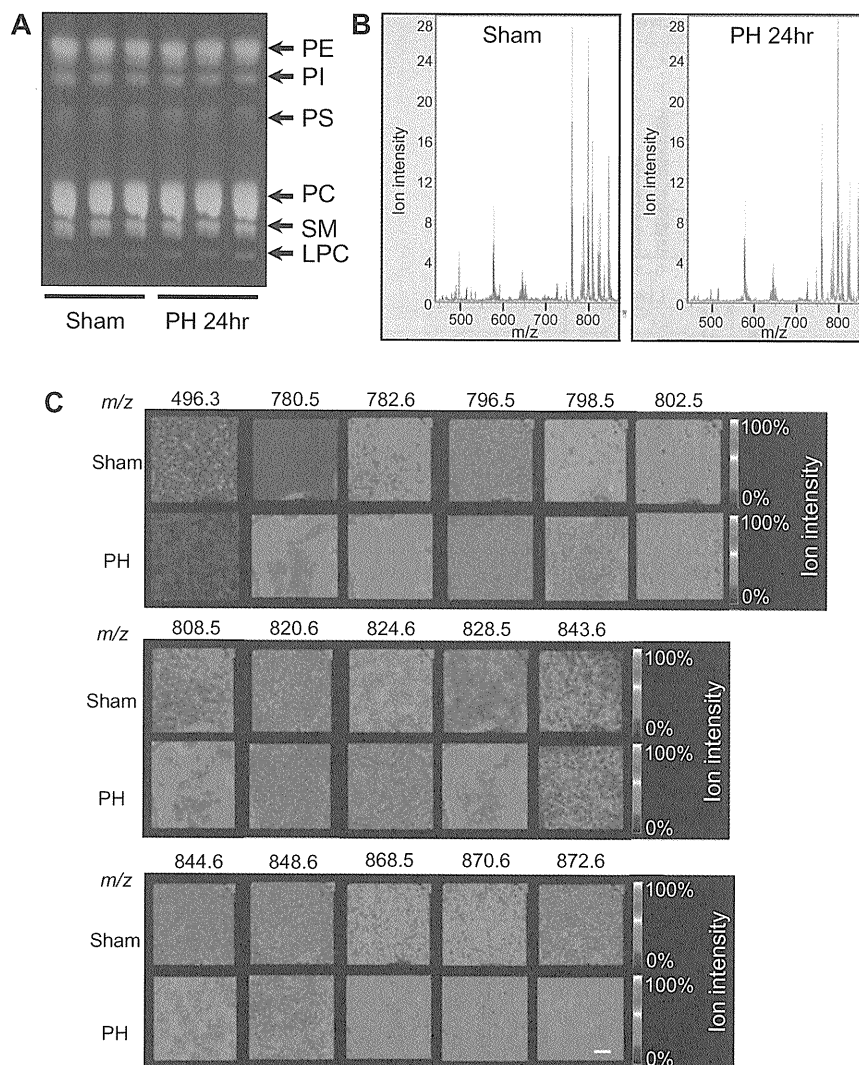 A
PE
PI
PS
PC
SM
LPC
Sham PH 24hr
B
Sham
Ion intensity
28
24
20
16
12
8
4
0
500 600 700 800
m/z
PH 24hr
Ion intensity
28
24
20
16
12
8
4
0
500 600 700 800
m/z
C
m/z 496.3 780.5 782.6 796.5 798.5 802.5
Sham
100%
0%
PH
100%
0%
Ion intensity
m/z 808.5 820.6 824.6 828.5 843.6
Sham
100%
0%
PH
100%
0%
Ion intensity
m/z 844.6 848.6 868.5 870.6 872.6
Sham
100%
0%
PH
100%
0%
Ion intensity